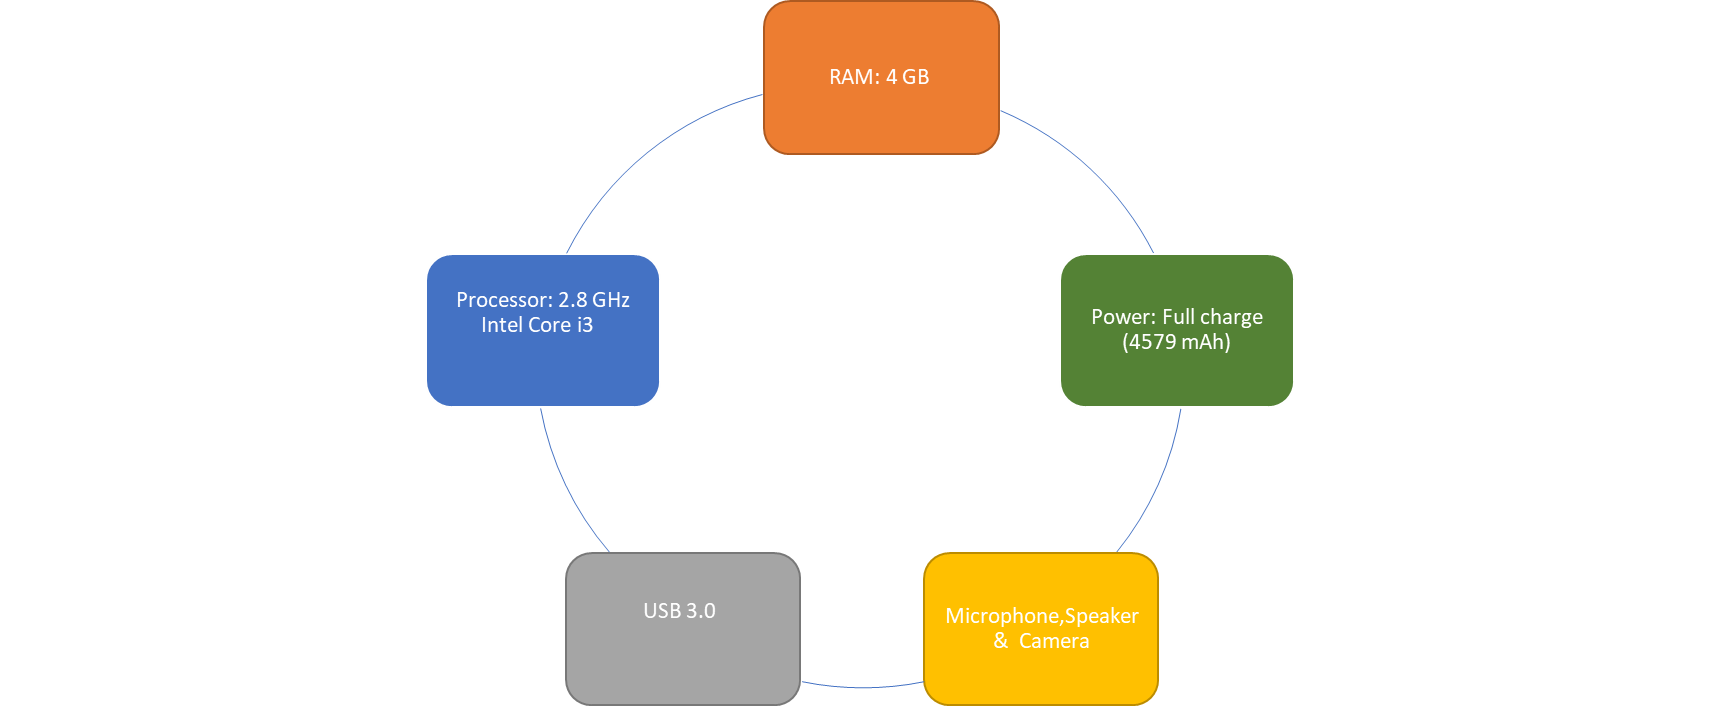 RAM: 4 GB
Processor: 2.8 GHz
Intel Core i3
Power: Full charge
(4579 mAh)
USB 3.0
Microphone,Speaker
&  Camera